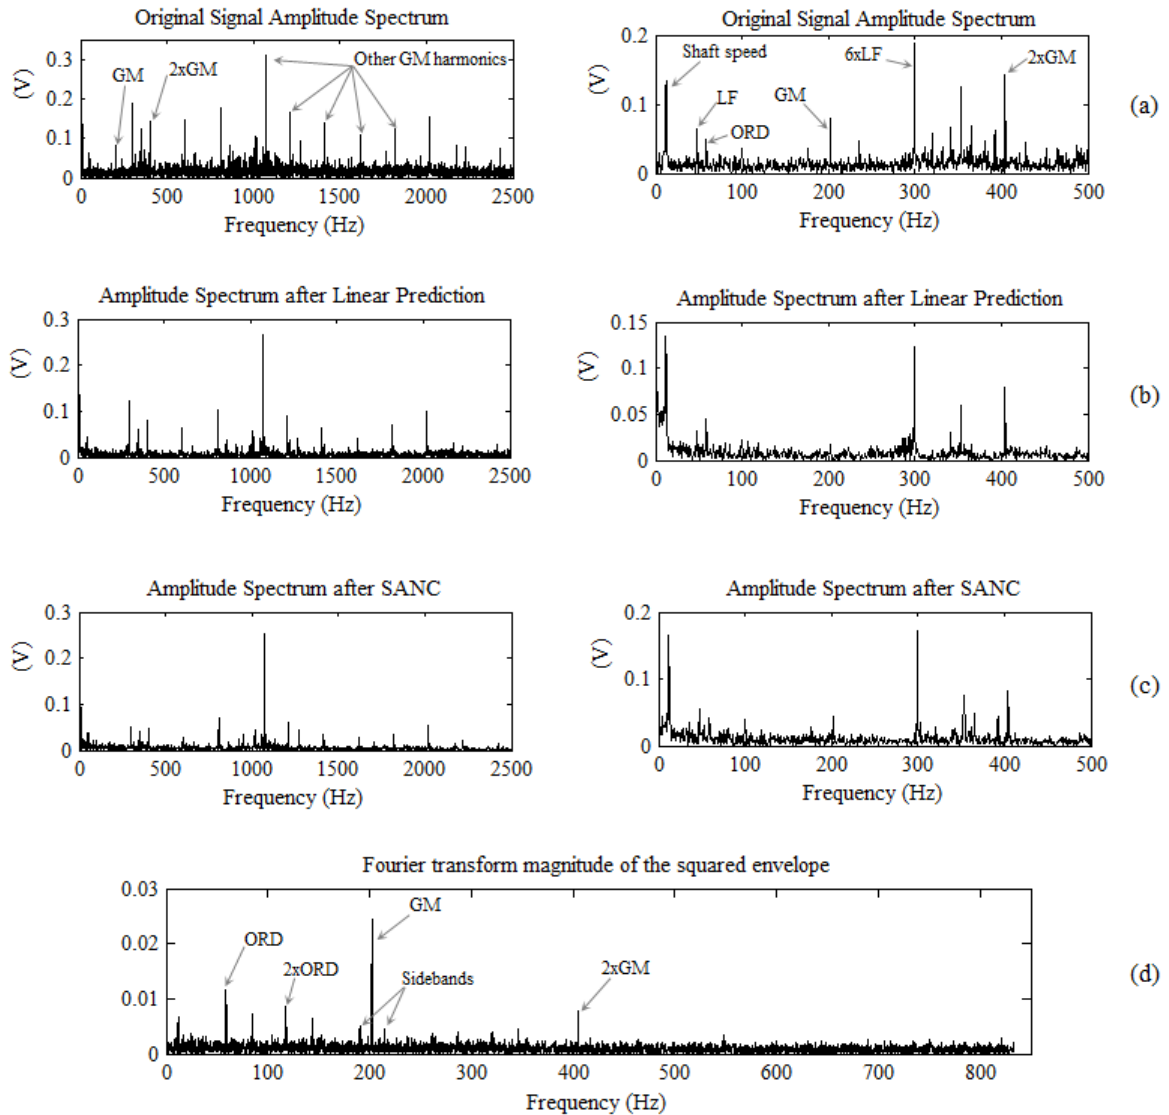 Original Signal Amplitude Spectrum
(V)
0.3
0.2
0.1
0
GM
2xGM
Other GM harmonics
0 500 1000 1500 2000 2500
Frequency (Hz)
Original Signal Amplitude Spectrum
(V)
0.2
0.1
0
Shaft speed
LF
ORD
GM
6xLF
2xGM
0 100 200 300 400 500
Frequency (Hz)
(a)
Amplitude Spectrum after Linear Prediction
(V)
0.3
0.2
0.1
0
0 500 1000 1500 2000 2500
Frequency (Hz)
Amplitude Spectrum after Linear Prediction
(V)
0.15
0.1
0.05
0
0 100 200 300 400 500
Frequency (Hz)
(b)
Amplitude Spectrum after SANC
(V)
0.3
0.2
0.1
0
0 500 1000 1500 2000 2500
Frequency (Hz)
Amplitude Spectrum after SANC
(V)
0.2
0.1
0
0 100 200 300 400 500
Frequency (Hz)
(c)
Fourier transform magnitude of the squared envelope
0.03
0.02
0.01
0
ORD
2xORD
GM
Sidebands
2xGM
0 100 200 300 400 500 600 700 800
Frequency (Hz)
(d)